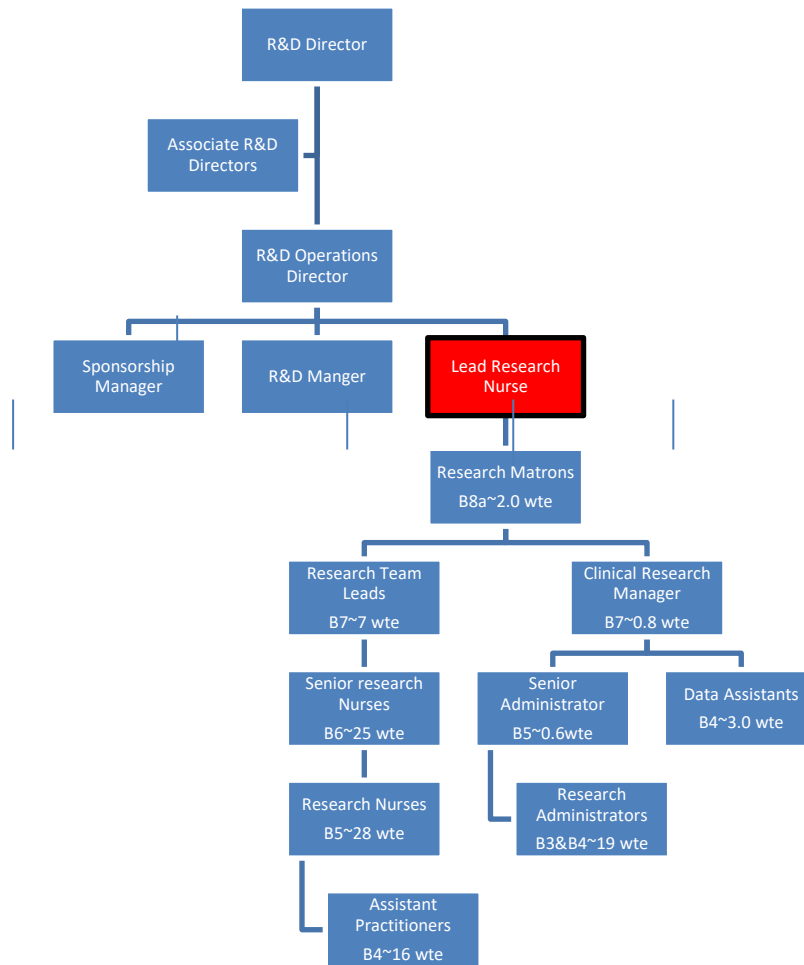 R&D Director
Associate R&D
Directors
R&D Operations
Director
Sponsorship
Manager
R&D Manger
Lead Research
Nurse
Research Matrons
B8a~2.0 wte
Research Team
Leads
B7~7 wte
Clinical Research
Manager
B7~0.8 wte
Senior research
Nurses
B6~25 wte
Senior
Administrator
B5~0.6wte
Data Assistants
B4~3.0 wte
Research Nurses
B5~28 wte
Research
Administrators
B3&B4~19 wte
Assistant
Practitioners
B4~16 wte